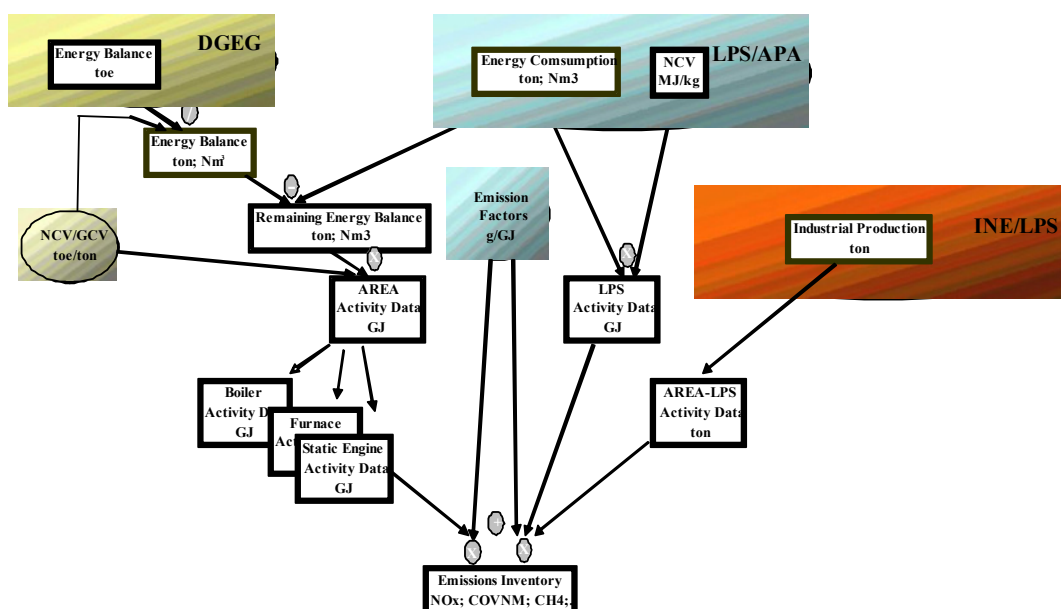 DGEG
Energy Balance
toe
LPS/APA
Energy Comsumption
ton; Nm3
NCV
MJ/kg
/
Energy Balance
ton; Nm³
-
Remaining Energy Balance
ton; Nm3
X
NCV/GCV
toe/ton
Emission
Factors
g/GJ
INE/LPS
Industrial Production
ton
X
AREA
Activity Data
GJ
LPS
Activity Data
GJ
Boiler
Activity D
GJ
Furnace
Ac
Static Engine
Activity Data
GJ
AREA-LPS
Activity Data
ton
+
X
X
Emissions Inventory
NOx; COVNM; CH4;.